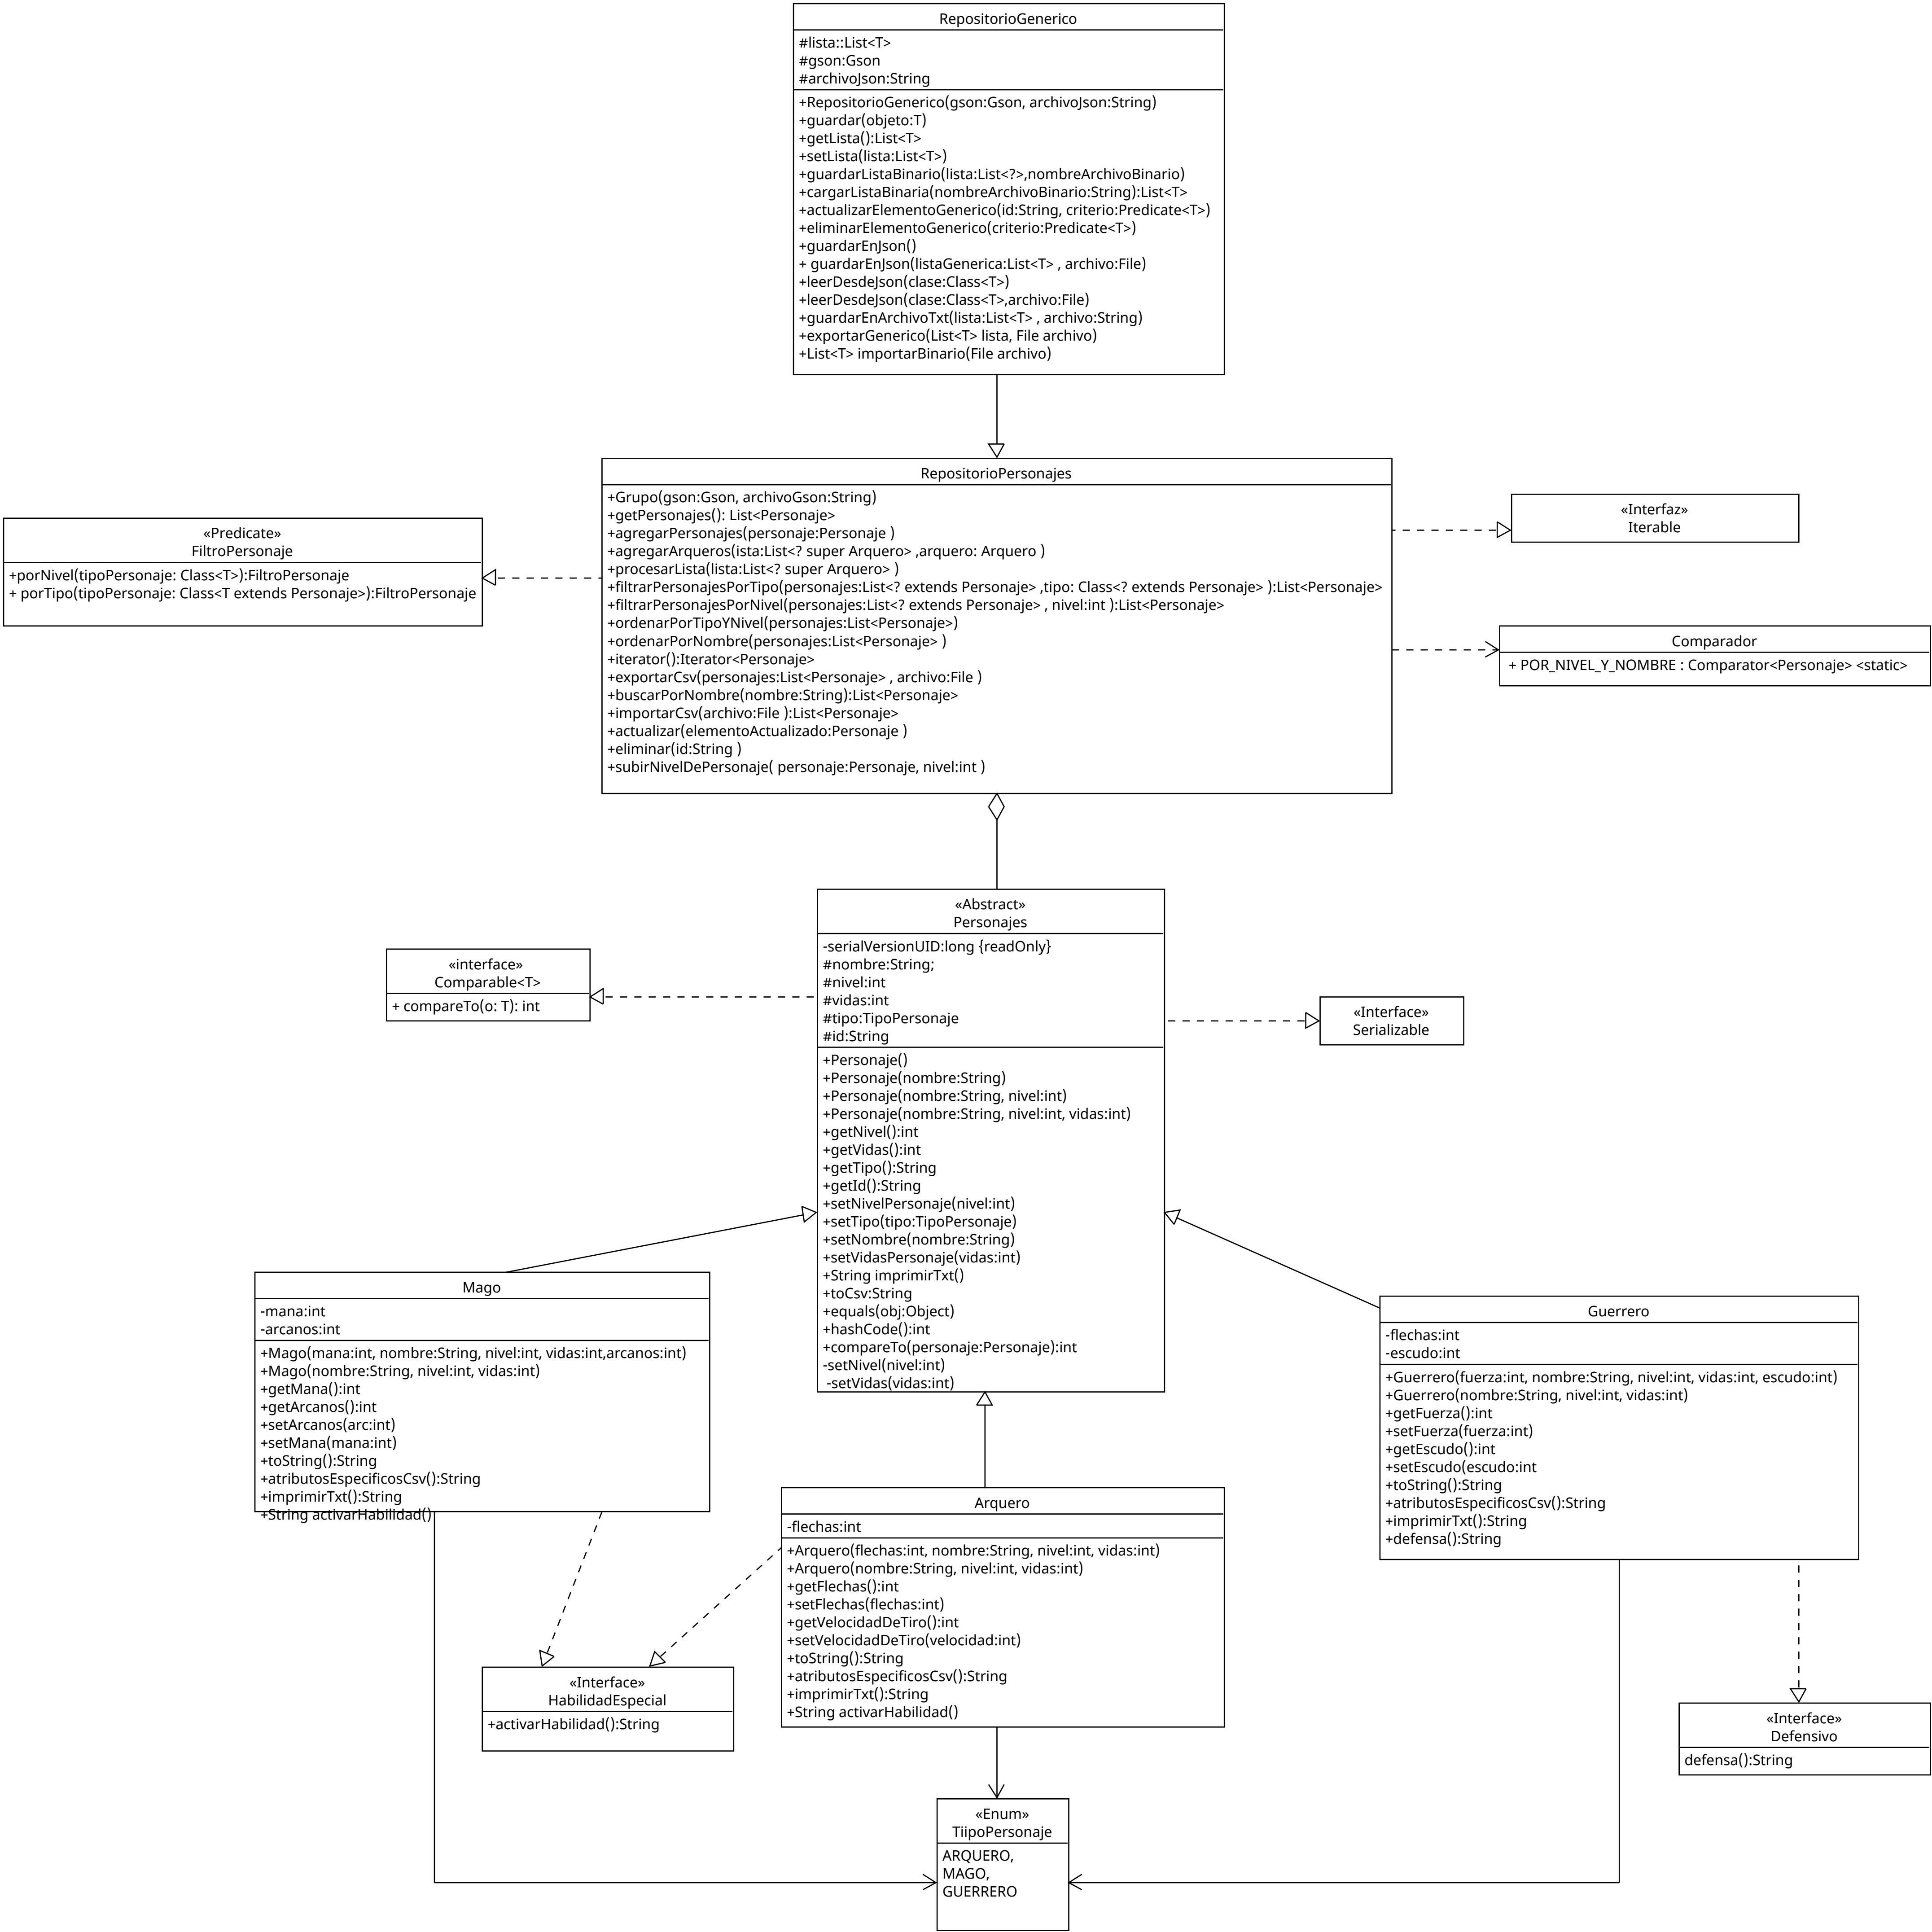 RepositorioGenerico
#lista::List<T>
#gson:Gson
#archivoJson:String
+RepositorioGenerico(gson:Gson, archivoJson:String)
+guardar(objeto:T)
+getLista():List<T>
+setLista(lista:List<T>)
+guardarListaBinario(lista:List<?>,nombreArchivoBinario)
+cargarListaBinaria(nombreArchivoBinario:String):List<T>
+actualizarElementoGenerico(id:String, criterio:Predicate<T>)
+eliminarElementoGenerico(criterio:Predicate<T>)
+guardarEnJson()
+ guardarEnJson(listaGenerica:List<T> , archivo:File)
+leerDesdeJson(clase:Class<T>)
+leerDesdeJson(clase:Class<T>,archivo:File)
+guardarEnArchivoTxt(lista:List<T> , archivo:String)
+exportarGenerico(List<T> lista, File archivo)
+List<T> importarBinario(File archivo)
RepositorioPersonajes
+Grupo(gson:Gson, archivoGson:String)
+getPersonajes(): List<Personaje>
+agregarPersonajes(personaje:Personaje )
+agregarArqueros(ista:List<? super Arquero> ,arquero: Arquero )
+procesarLista(lista:List<? super Arquero> )
+filtrarPersonajesPorTipo(personajes:List<? extends Personaje> ,tipo: Class<? extends Personaje> ):List<Personaje>
+filtrarPersonajesPorNivel(personajes:List<? extends Personaje> , nivel:int ):List<Personaje>
+ordenarPorTipoYNivel(personajes:List<Personaje>)
+ordenarPorNombre(personajes:List<Personaje> )
+iterator():Iterator<Personaje>
+exportarCsv(personajes:List<Personaje> , archivo:File )
+buscarPorNombre(nombre:String):List<Personaje>
+importarCsv(archivo:File ):List<Personaje>
+actualizar(elementoActualizado:Personaje )
+eliminar(id:String )
+subirNivelDePersonaje( personaje:Personaje, nivel:int )
«Predicate»
FiltroPersonaje
+porNivel(tipoPersonaje: Class<T>):FiltroPersonaje
+ porTipo(tipoPersonaje: Class<T extends Personaje>):FiltroPersonaje
«Interfaz»
Iterable
Comparador
+ POR_NIVEL_Y_NOMBRE : Comparator<Personaje> <static>
«Abstract»
Personajes
-serialVersionUID:long {readOnly}
#nombre:String;
#nivel:int
#vidas:int
#tipo:TipoPersonaje
#id:String
+Personaje()
+Personaje(nombre:String)
+Personaje(nombre:String, nivel:int)
+Personaje(nombre:String, nivel:int, vidas:int)
+getNivel():int
+getVidas():int
+getTipo():String
+getId():String
+setNivelPersonaje(nivel:int)
+setTipo(tipo:TipoPersonaje)
+setNombre(nombre:String)
+setVidasPersonaje(vidas:int)
+String imprimirTxt()
+toCsv:String
+equals(obj:Object)
+hashCode():int
+compareTo(personaje:Personaje):int
-setNivel(nivel:int)
-setVidas(vidas:int)
«interface»
Comparable<T>
+ compareTo(o: T): int
«Interface»
Serializable
Mago
-mana:int
-arcanos:int
+Mago(mana:int, nombre:String, nivel:int, vidas:int,arcanos:int)
+Mago(nombre:String, nivel:int, vidas:int)
+getMana():int
+getArcanos():int
+setArcanos(arc:int)
+setMana(mana:int)
+toString():String
+atributosEspecificosCsv():String
+imprimirTxt():String
+String activarHabilidad()
Guerrero
-flechas:int
-escudo:int
+Guerrero(fuerza:int, nombre:String, nivel:int, vidas:int, escudo:int)
+Guerrero(nombre:String, nivel:int, vidas:int)
+getFuerza():int
+setFuerza(fuerza:int)
+getEscudo():int
+setEscudo(escudo:int
+toString():String
+atributosEspecificosCsv():String
+imprimirTxt():String
+defensa():String
Arquero
-flechas:int
+Arquero(flechas:int, nombre:String, nivel:int, vidas:int)
+Arquero(nombre:String, nivel:int, vidas:int)
+getFlechas():int
+setFlechas(flechas:int)
+getVelocidadDeTiro():int
+setVelocidadDeTiro(velocidad:int)
+toString():String
+atributosEspecificosCsv():String
+imprimirTxt():String
+String activarHabilidad()
«Interface»
HabilidadEspecial
+activarHabilidad():String
«Interface»
Defensivo
defensa():String
«Enum»
TiipoPersonaje
ARQUERO,
MAGO,
GUERRERO